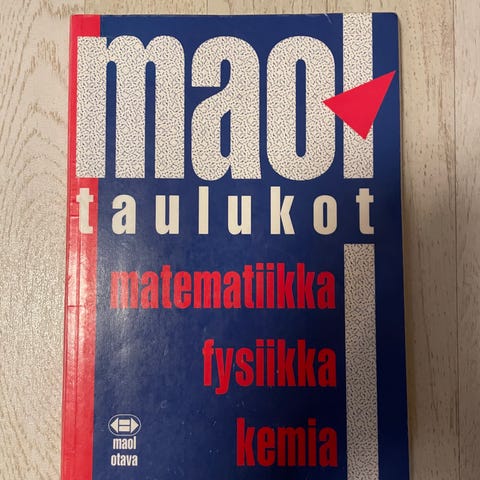 maol
taulukot
matematiikka
fysiikka
kemia
maol
otava